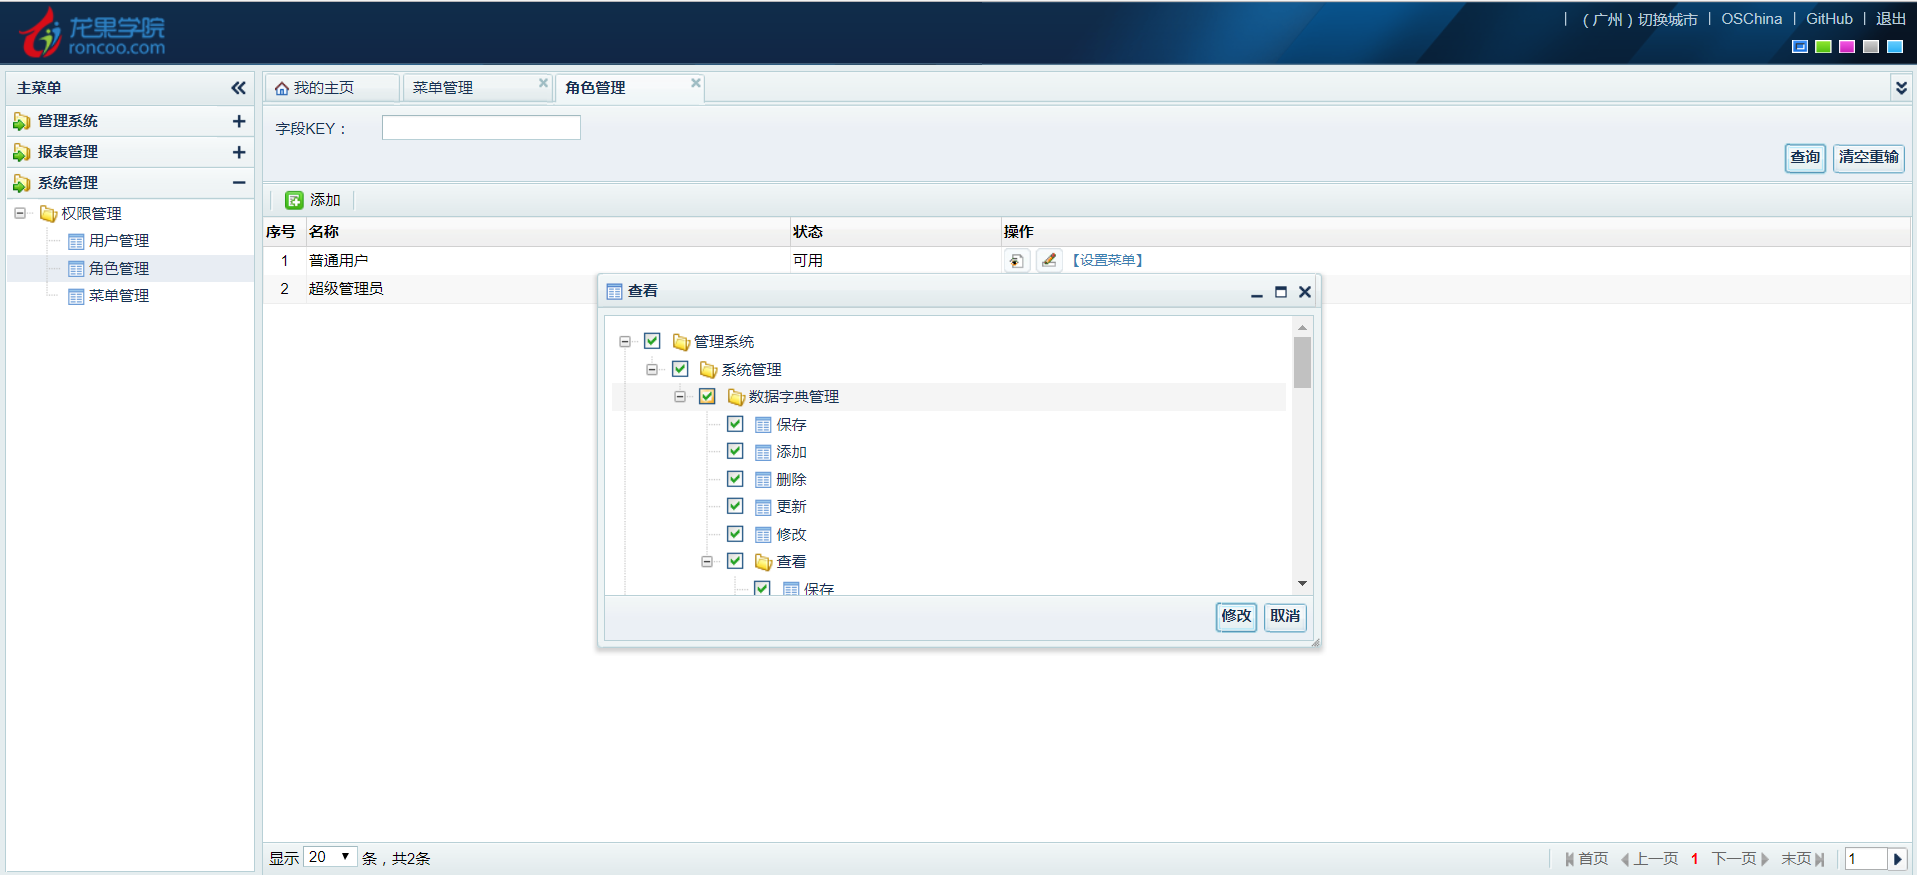 龙果学院
roncoo.com
| （广州）切换城市 | OSChina | GitHub | 退出
主菜单
管理系统
报表管理
系统管理
权限管理
用户管理
角色管理
菜单管理
我的主页 菜单管理 角色管理
字段KEY：
查询 清空重输
添加
序号 名称 状态 操作
1 普通用户 可用 【设置菜单】
2 超级管理员
查看
管理系统
系统管理
数据字典管理
保存
添加
删除
更新
修改
查看
保存
修改 取消
显示 20 条，共2条
首页 上一页 1 下一页 末页 1